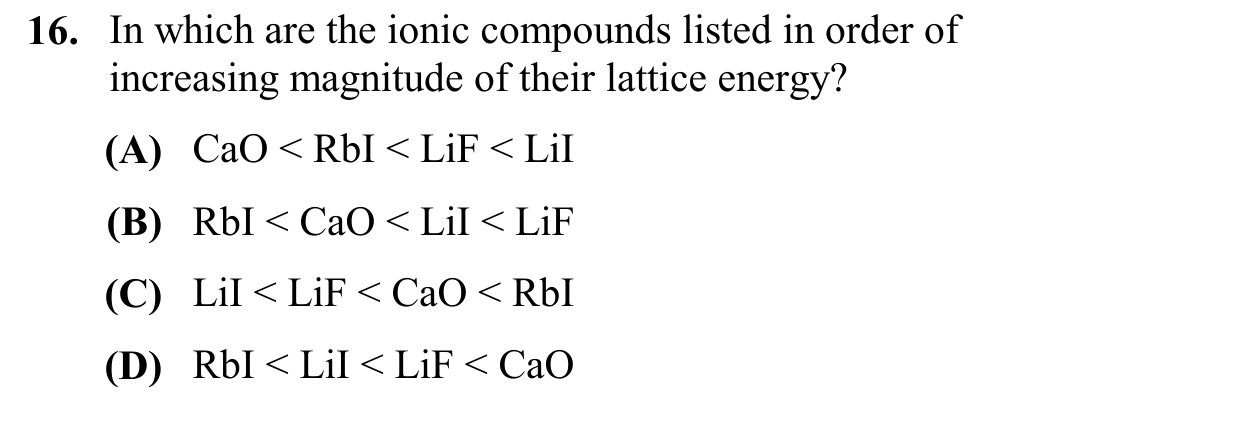 16. In which are the ionic compounds listed in order of
increasing magnitude of their lattice energy?
(A) CaO < RbI < LiF < LiI
(B) RbI < CaO < LiI < LiF
(C) LiI < LiF < CaO < RbI
(D) RbI < LiI < LiF < CaO